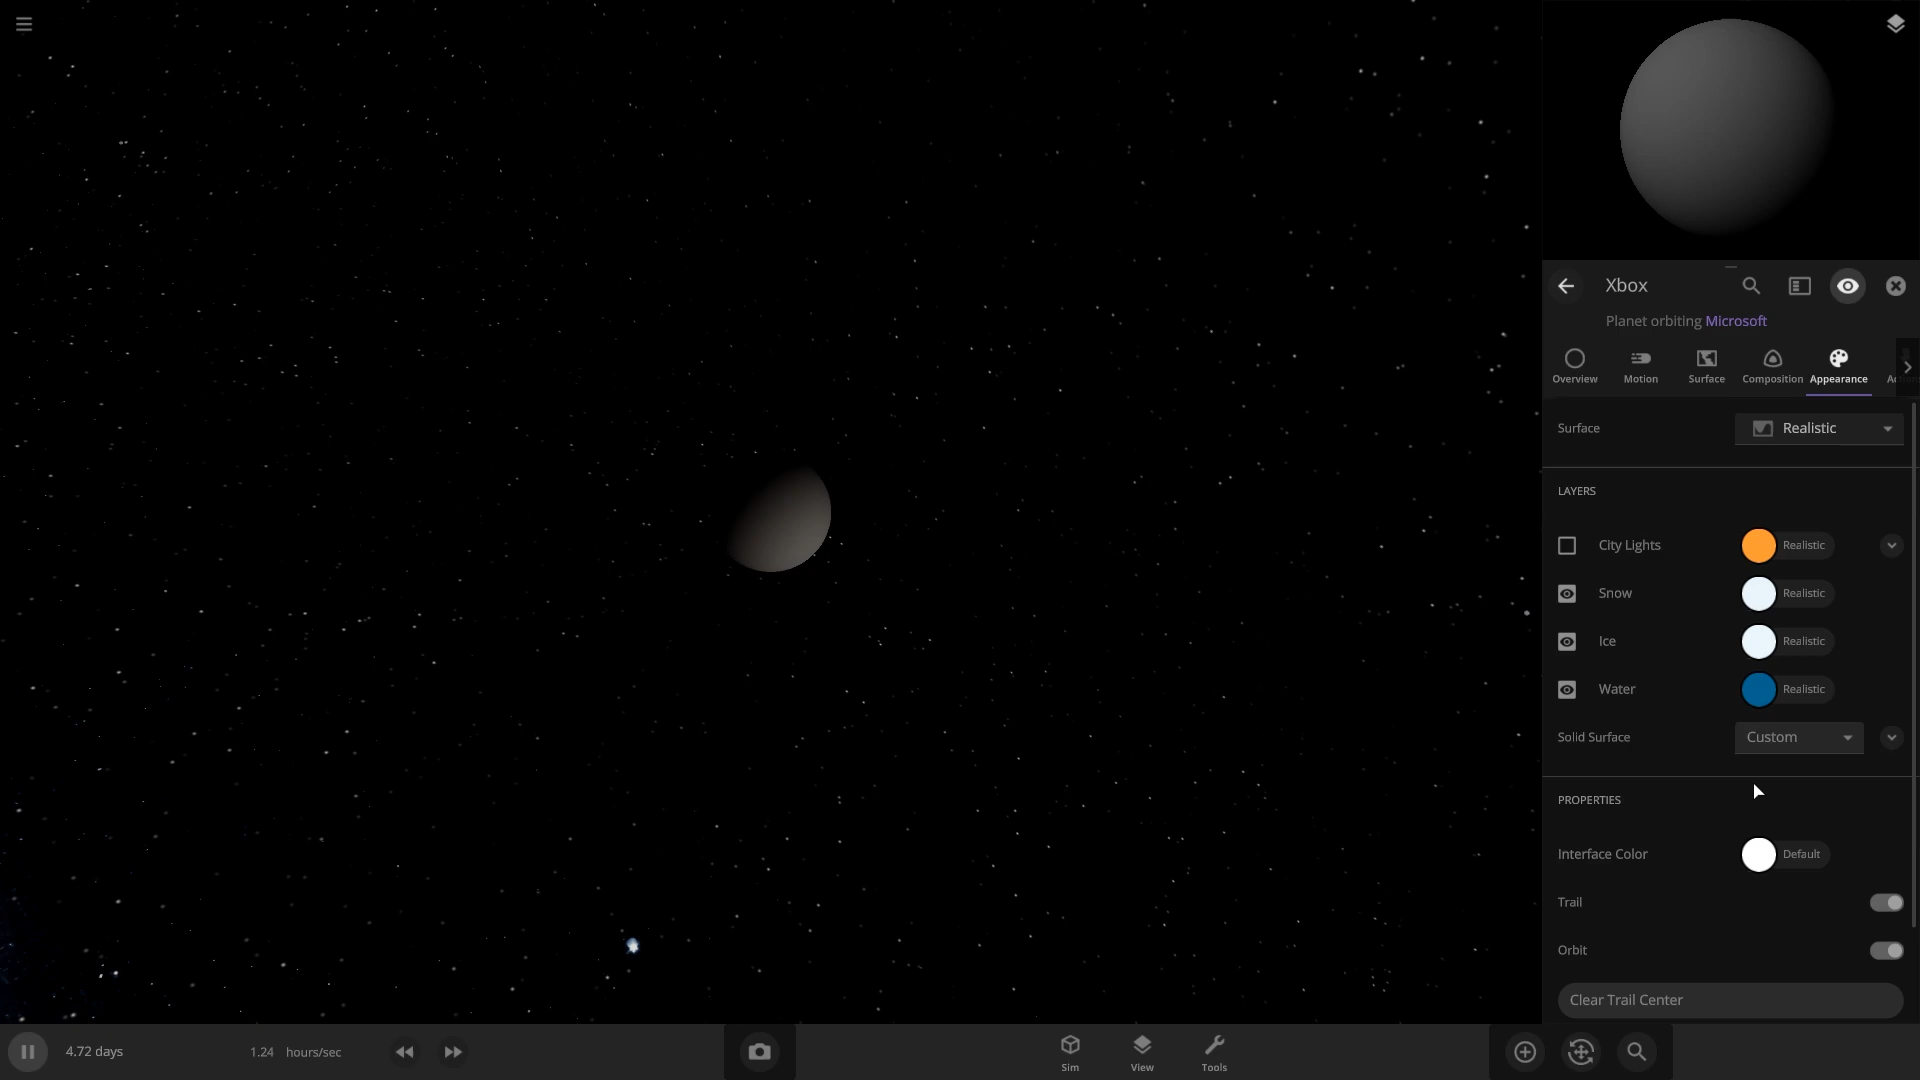 Xbox
Planet orbiting Microsoft
Overview
Motion
Surface
Composition
Appearance
Surface
Realistic
LAYERS
City Lights
Realistic
Snow
Realistic
Ice
Realistic
Water
Realistic
Solid Surface
Custom
PROPERTIES
Interface Color
Default
Trail
Orbit
Clear Trail Center
4.72 days
1.24 hours/sec
Sim
View
Tools